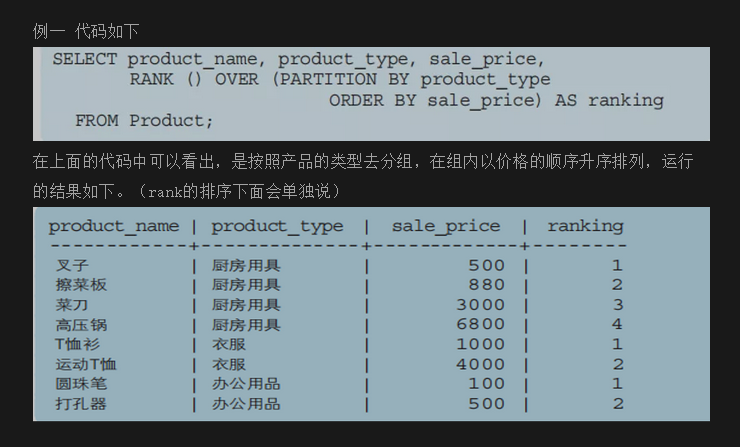 例一 代码如下
SELECT product_name, product_type, sale_price,
RANK () OVER (PARTITION BY product_type
ORDER BY sale_price) AS ranking
FROM Product;
在上面的代码中可以看出，是按照产品的类型去分组，在组内以价格的顺序升序排列，运行
的结果如下。（rank的排序下面会单独说）
product_name | product_type | sale_price | ranking
------------+--------------+-------------+--------
叉子 | 厨房用具 | 500 | 1
擦菜板 | 厨房用具 | 880 | 2
菜刀 | 厨房用具 | 3000 | 3
高压锅 | 厨房用具 | 6800 | 4
T恤衫 | 衣服 | 1000 | 1
运动T恤 | 衣服 | 4000 | 2
圆珠笔 | 办公用品 | 100 | 1
打孔器 | 办公用品 | 500 | 2